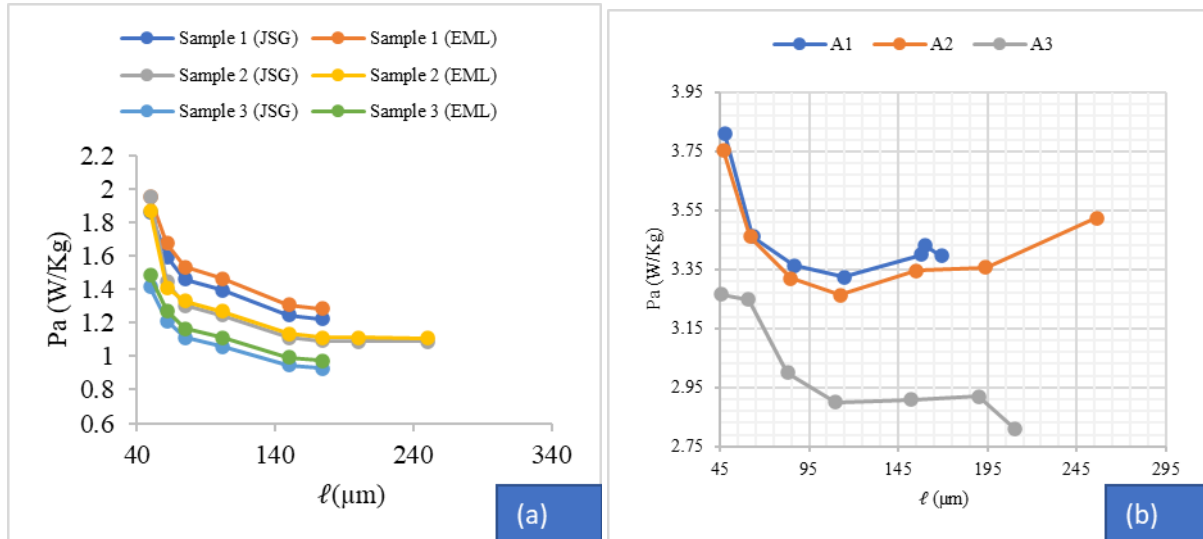 Sample 1 (JSG) Sample 1 (EML)
Sample 2 (JSG) Sample 2 (EML)
Sample 3 (JSG) Sample 3 (EML)
2.2
2
1.8
1.6
1.4
1.2
1
0.8
0.6
Pa (W/Kg)
40 140 240 340
ℓ(μm)
(a)
A1 A2 A3
3.95
3.75
3.55
3.35
3.15
2.95
2.75
Pa (W/Kg)
45 95 145 195 245 295
ℓ (μm)
(b)